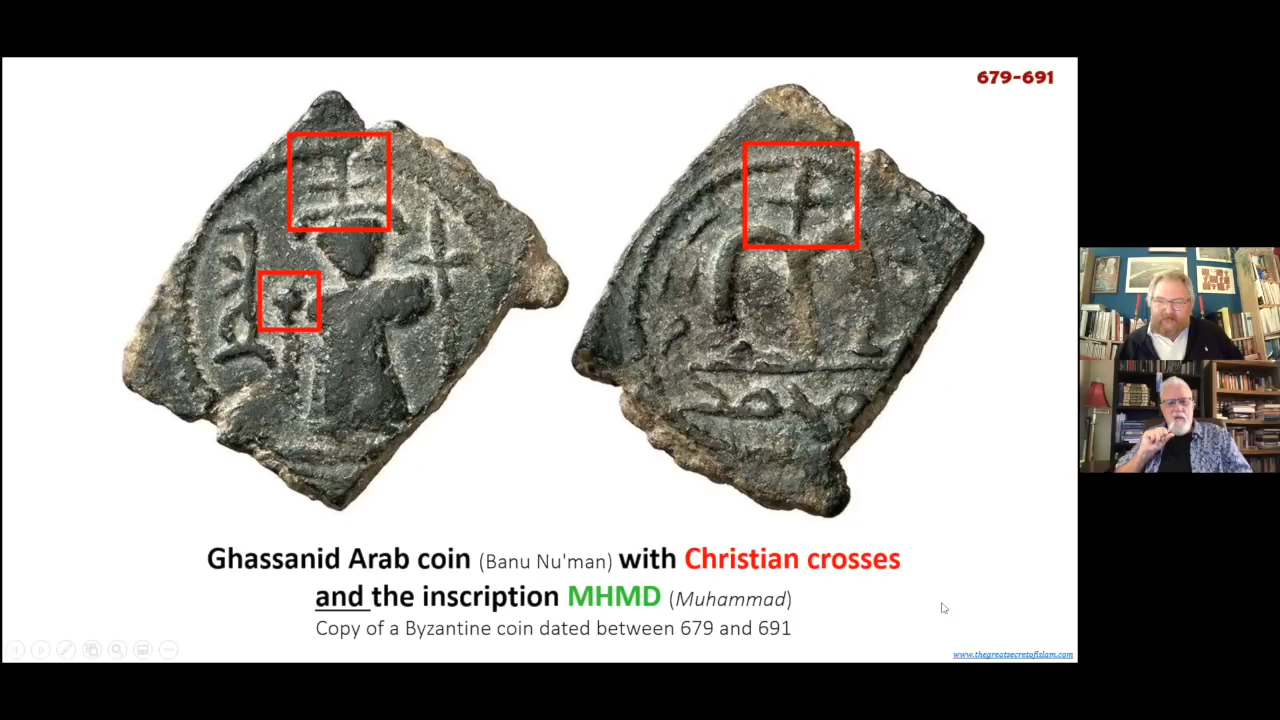 679-691
Ghassanid Arab coin (Banu Nu'man) with Christian crosses
and the inscription MHMD (Muhammad)
Copy of a Byzantine coin dated between 679 and 691
www.thegreatsecretofislam.com